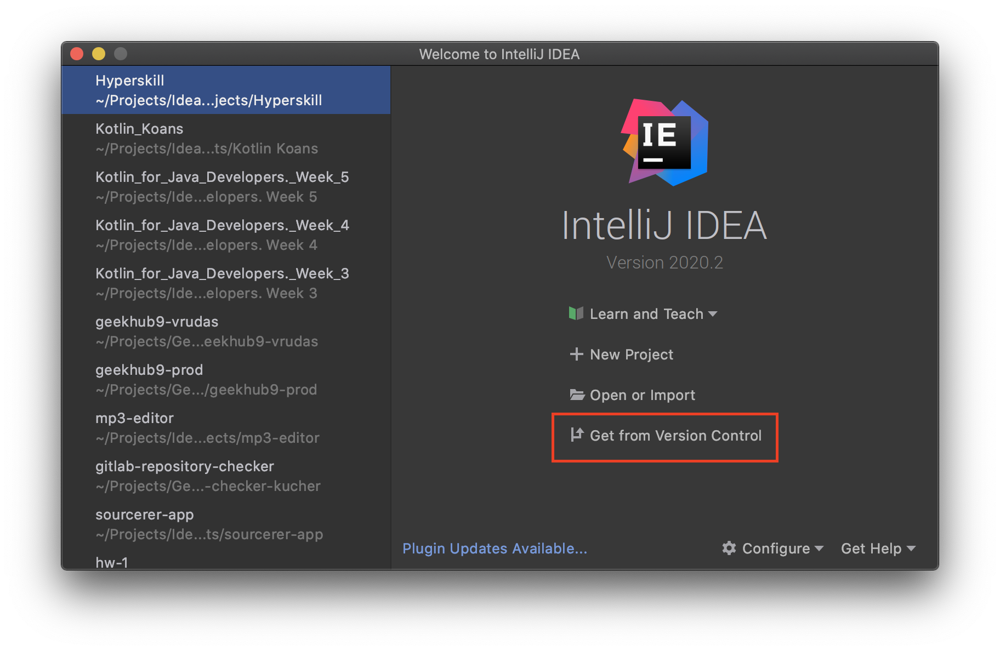 Welcome to IntelliJ IDEA
Hyperskill
~/Projects/Idea...jects/Hyperskill
Kotlin_Koans
~/Projects/Idea...ts/Kotlin Koans
Kotlin_for_Java_Developers._Week_5
~/Projects/Ide...elopers. Week 5
Kotlin_for_Java_Developers._Week_4
~/Projects/Ide...elopers. Week 4
Kotlin_for_Java_Developers._Week_3
~/Projects/Ide...elopers. Week 3
geekhub9-vrudas
~/Projects/Ge...eekhub9-vrudas
geekhub9-prod
~/Projects/Ge.../geekhub9-prod
mp3-editor
~/Projects/Ide...ects/mp3-editor
gitlab-repository-checker
~/Projects/Ge...-checker-kucher
sourcerer-app
~/Projects/Ide...ts/sourcerer-app
hw-1
IE
IntelliJ IDEA
Version 2020.2
Learn and Teach
New Project
Open or Import
Get from Version Control
Plugin Updates Available...
Configure
Get Help